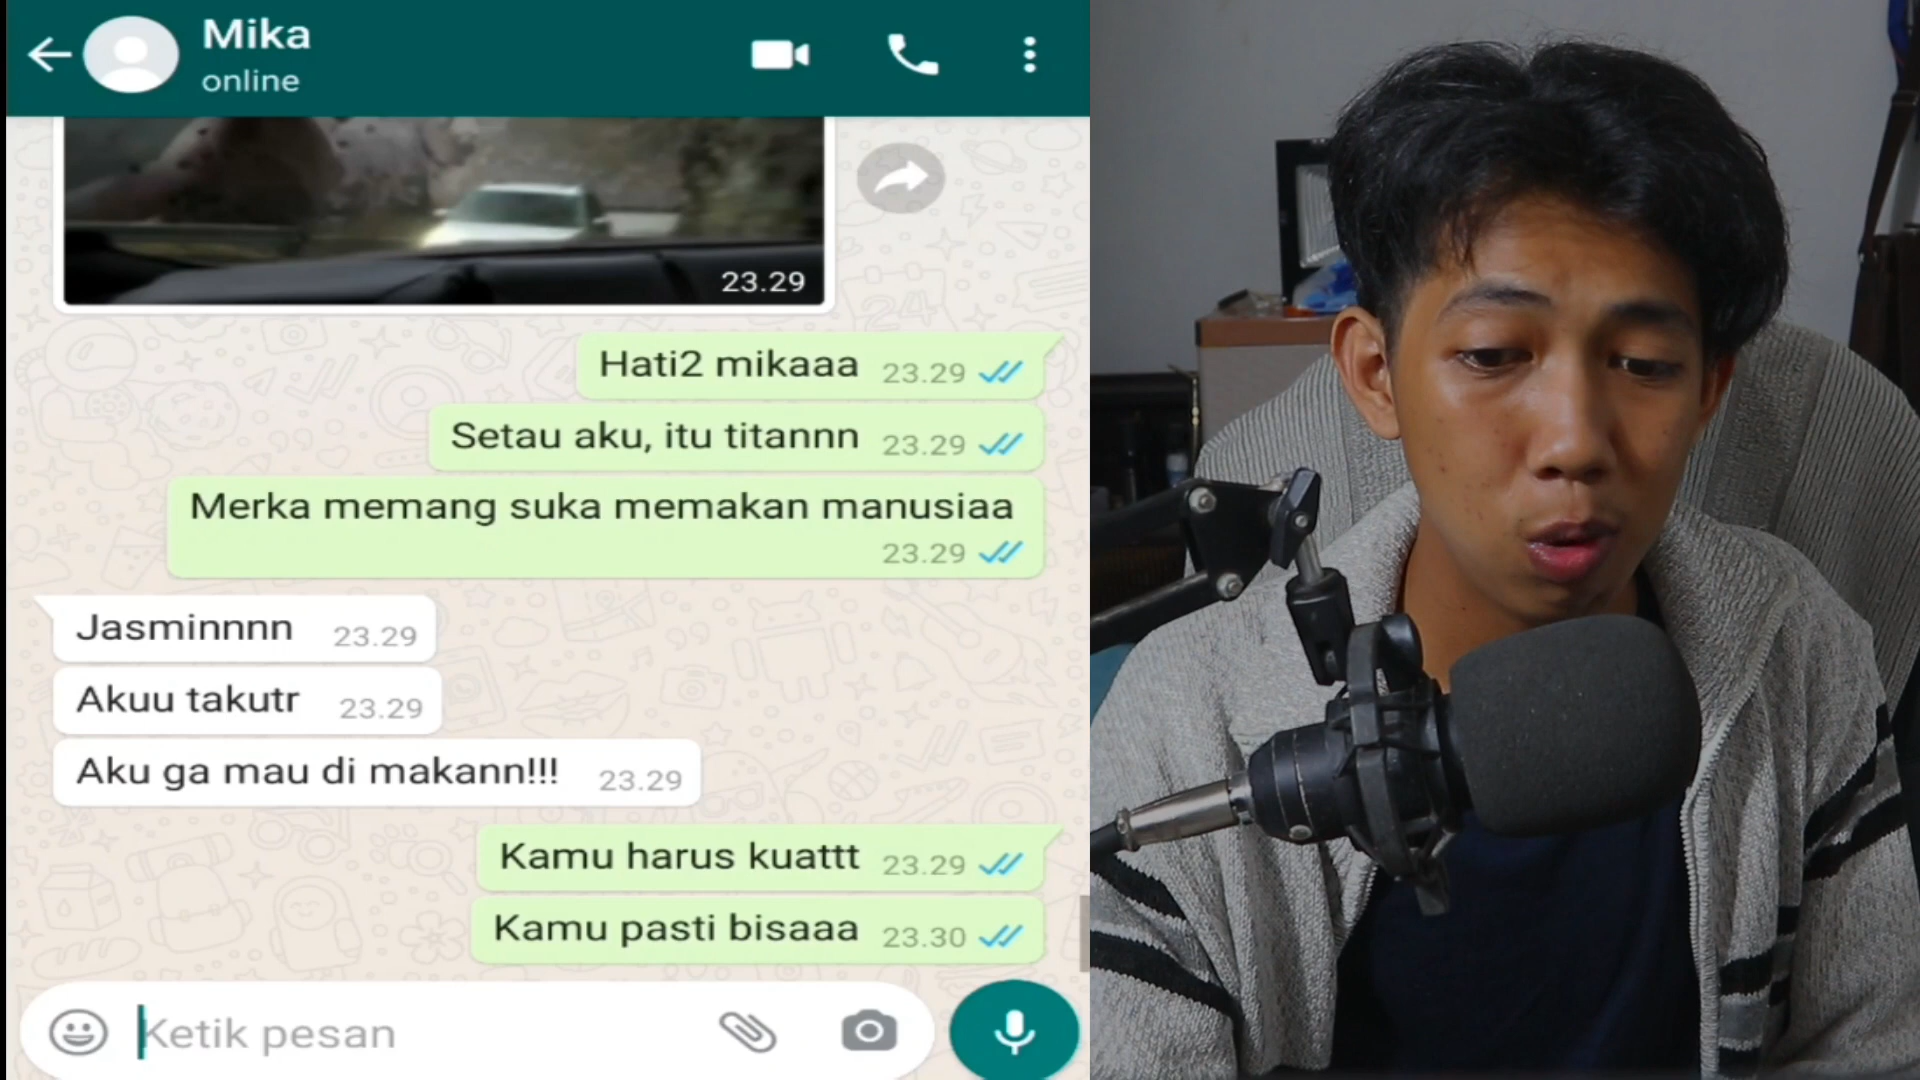 Mika
online
23.29
Hati2 mikaaa 23.29
Setau aku, itu titannn 23.29
Merka memang suka memakan manusiaa
23.29
Jasminnnn 23.29
Akuu takutr 23.29
Aku ga mau di makann!!! 23.29
Kamu harus kuattt 23.29
Kamu pasti bisaaa 23.30
Ketik pesan